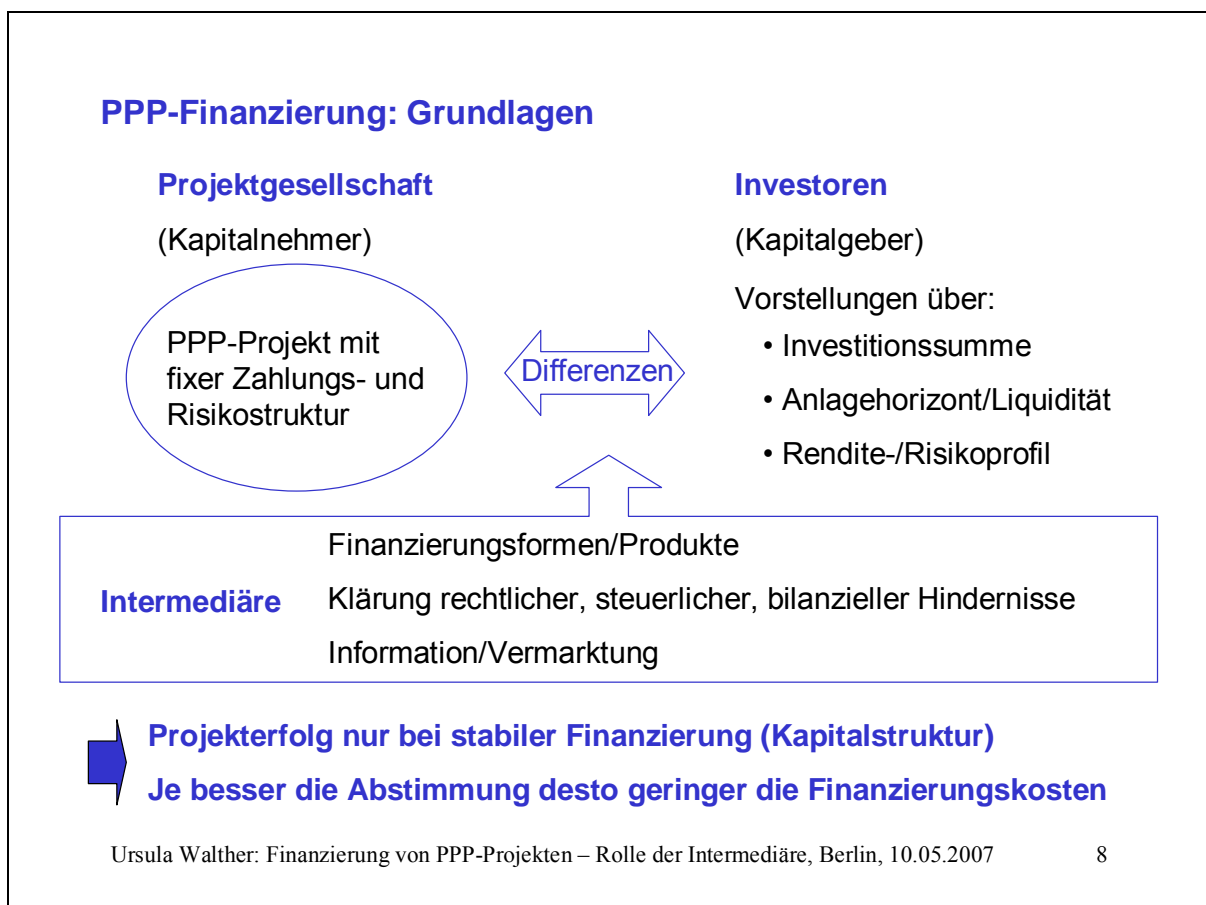 PPP-Finanzierung: Grundlagen
Projektgesellschaft
(Kapitalnehmer)
PPP-Projekt mit
fixer Zahlungs- und
Risikostruktur
Differenzen
Investoren
(Kapitalgeber)
Vorstellungen über:
• Investitionssumme
• Anlagehorizont/Liquidität
• Rendite-/Risikoprofil
Intermediäre
Finanzierungsformen/Produkte
Klärung rechtlicher, steuerlicher, bilanzieller Hindernisse
Information/Vermarktung
Projekterfolg nur bei stabiler Finanzierung (Kapitalstruktur)
Je besser die Abstimmung desto geringer die Finanzierungskosten
Ursula Walther: Finanzierung von PPP-Projekten – Rolle der Intermediäre, Berlin, 10.05.2007 8